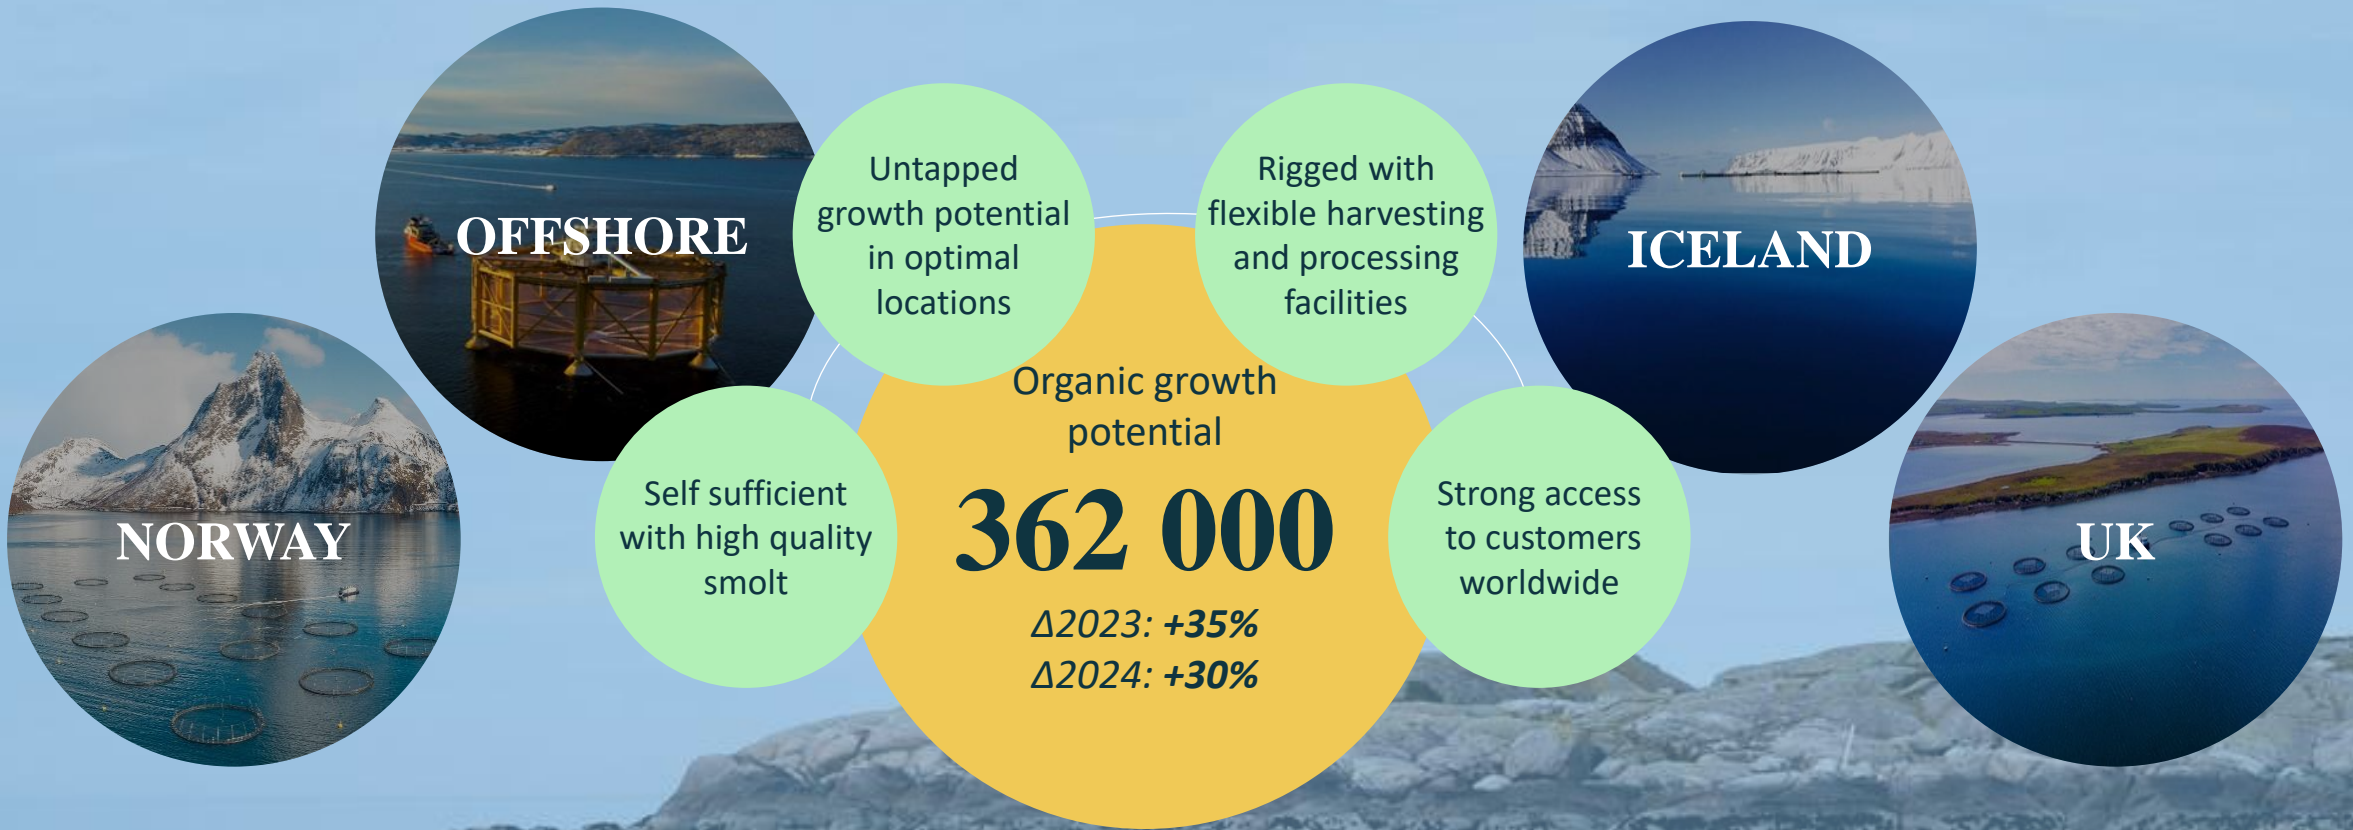 NORWAY
OFFSHORE
Self sufficient
with high quality
smolt
Untapped
growth potential
in optimal
locations
Organic growth
potential
362 000
Δ2023: +35%
Δ2024: +30%
Rigged with
flexible harvesting
and processing
facilities
Strong access
to customers
worldwide
ICELAND
UK